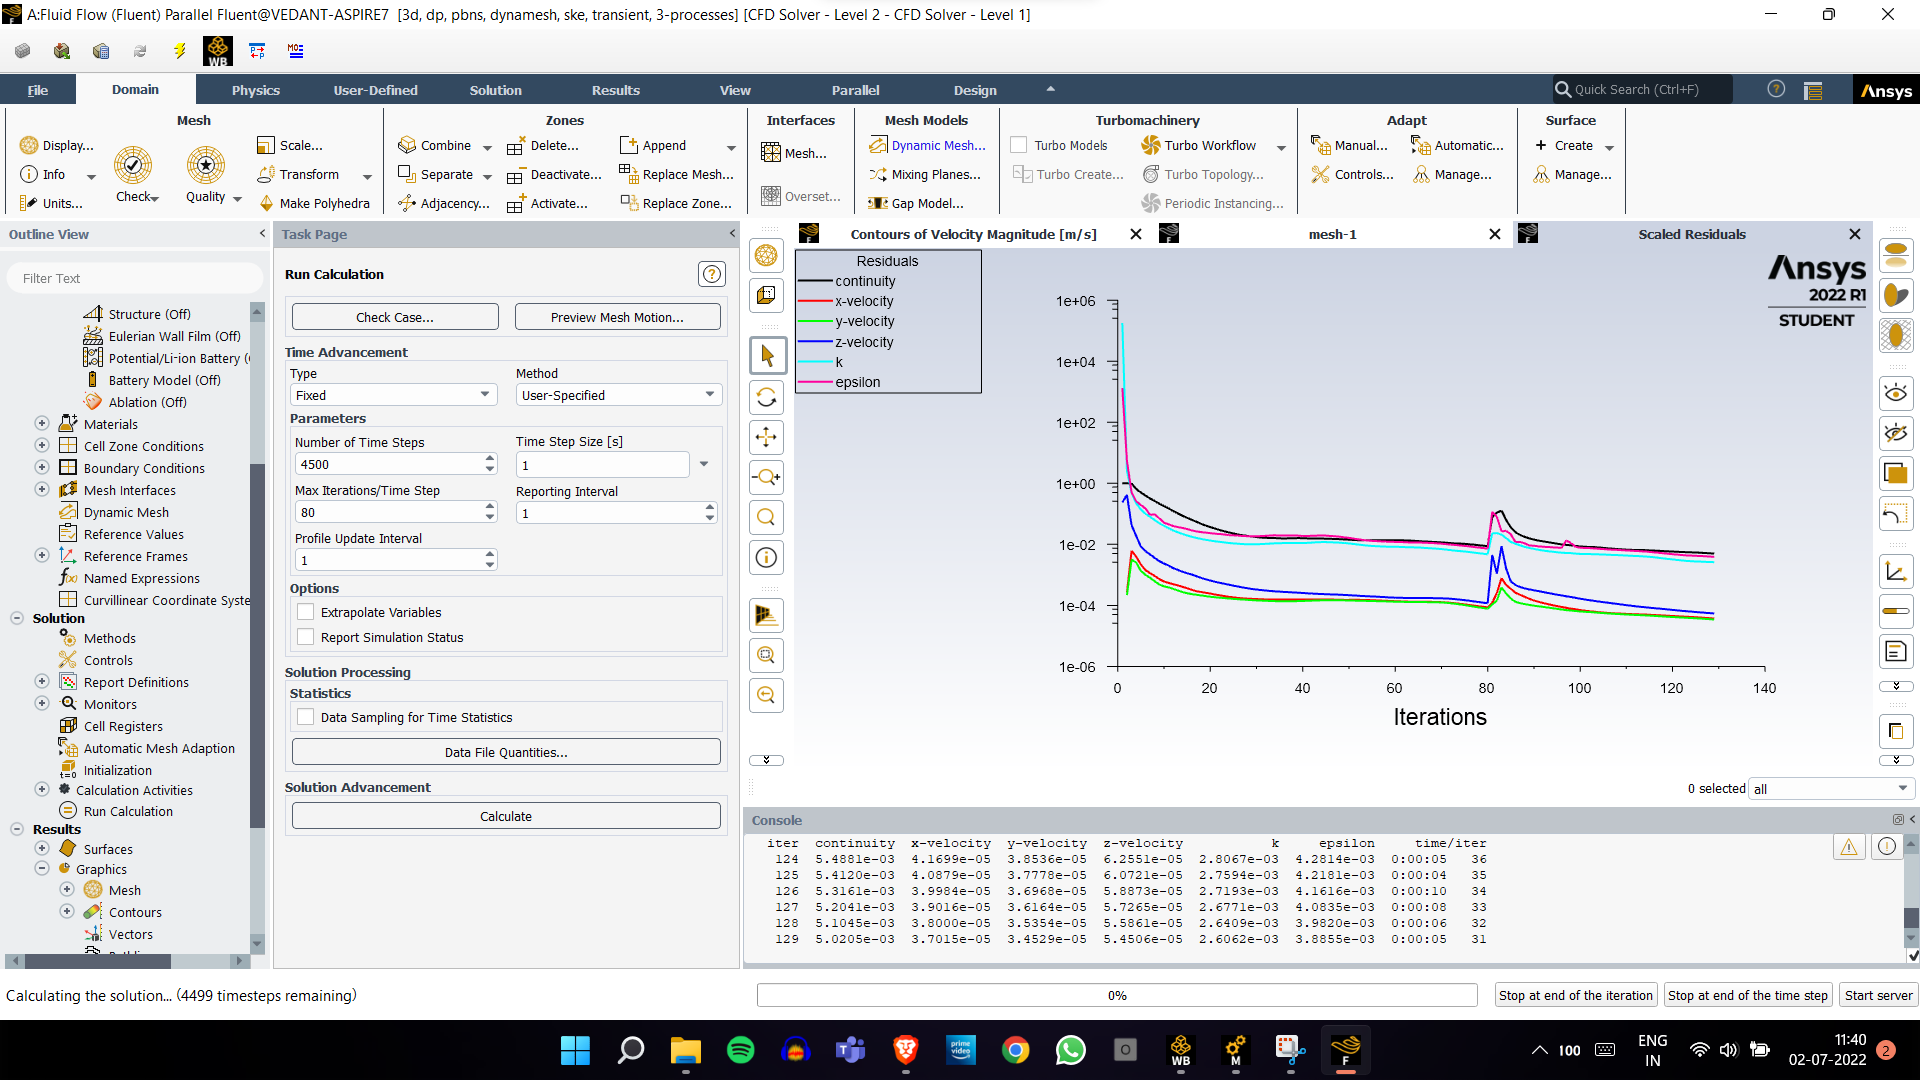 A:Fluid Flow (Fluent) Parallel Fluent@VEDANT-ASPIRE7 [3d, dp, pbns, dynamesh, ske, transient, 3-processes] [CFD Solver - Level 2 - CFD Solver - Level 1]
WB
File Domain Physics User-Defined Solution Results View Parallel Design Quick Search (Ctrl+F) Ansys
Mesh
Display...
Info
Units...
Check
Quality
Scale...
Transform
Make Polyhedra
Zones
Combine
Separate
Adjacency...
Delete...
Deactivate...
Activate...
Append
Replace Mesh...
Replace Zone...
Interfaces
Mesh...
Overset...
Mesh Models
Dynamic Mesh...
Mixing Planes...
Gap Model...
Turbomachinery
Turbo Models
Turbo Create...
Turbo Workflow
Turbo Topology...
Periodic Instancing...
Adapt
Manual...
Controls...
Automatic...
Manage...
Surface
Create
Manage...
Outline View
Filter Text
Structure (Off)
Eulerian Wall Film (Off)
Potential/Li-ion Battery (
Battery Model (Off)
Ablation (Off)
Materials
Cell Zone Conditions
Boundary Conditions
Mesh Interfaces
Dynamic Mesh
Reference Values
Reference Frames
Named Expressions
Curvillinear Coordinate Syste
Solution
Methods
Controls
Report Definitions
Monitors
Cell Registers
Automatic Mesh Adaption
Initialization
Calculation Activities
Run Calculation
Results
Surfaces
Graphics
Mesh
Contours
Vectors
Task Page
Run Calculation
Check Case... Preview Mesh Motion...
Time Advancement
Type Method
Fixed User-Specified
Parameters
Number of Time Steps Time Step Size [s]
4500 1
Max Iterations/Time Step Reporting Interval
80 1
Profile Update Interval
1
Options
Extrapolate Variables
Report Simulation Status
Solution Processing
Statistics
Data Sampling for Time Statistics
Data File Quantities...
Solution Advancement
Calculate
Contours of Velocity Magnitude [m/s] mesh-1 Scaled Residuals
Residuals
continuity
x-velocity
y-velocity
z-velocity
k
epsilon
Ansys
2022 R1
STUDENT
1e+06
1e+04
1e+02
1e+00
1e-02
1e-04
1e-06
0 20 40 60 80 100 120 140
Iterations
0 selected all
Console
iter continuity x-velocity y-velocity z-velocity k epsilon time/iter
124 5.4881e-03 4.1699e-05 3.8536e-05 6.2551e-05 2.8067e-03 4.2814e-03 0:00:05 36
125 5.4120e-03 4.0879e-05 3.7778e-05 6.0721e-05 2.7594e-03 4.2181e-03 0:00:04 35
126 5.3161e-03 3.9984e-05 3.6968e-05 5.8873e-05 2.7193e-03 4.1616e-03 0:00:10 34
127 5.2041e-03 3.9016e-05 3.6164e-05 5.7265e-05 2.6771e-03 4.0835e-03 0:00:08 33
128 5.1045e-03 3.8000e-05 3.5354e-05 5.5861e-05 2.6409e-03 3.9820e-03 0:00:06 32
129 5.0205e-03 3.7015e-05 3.4529e-05 5.4506e-05 2.6062e-03 3.8855e-03 0:00:05 31
Calculating the solution... (4499 timesteps remaining) 0% Stop at end of the iteration Stop at end of the time step Start server
prime video
WB
M
F
100
ENG
IN
11:40
02-07-2022
2